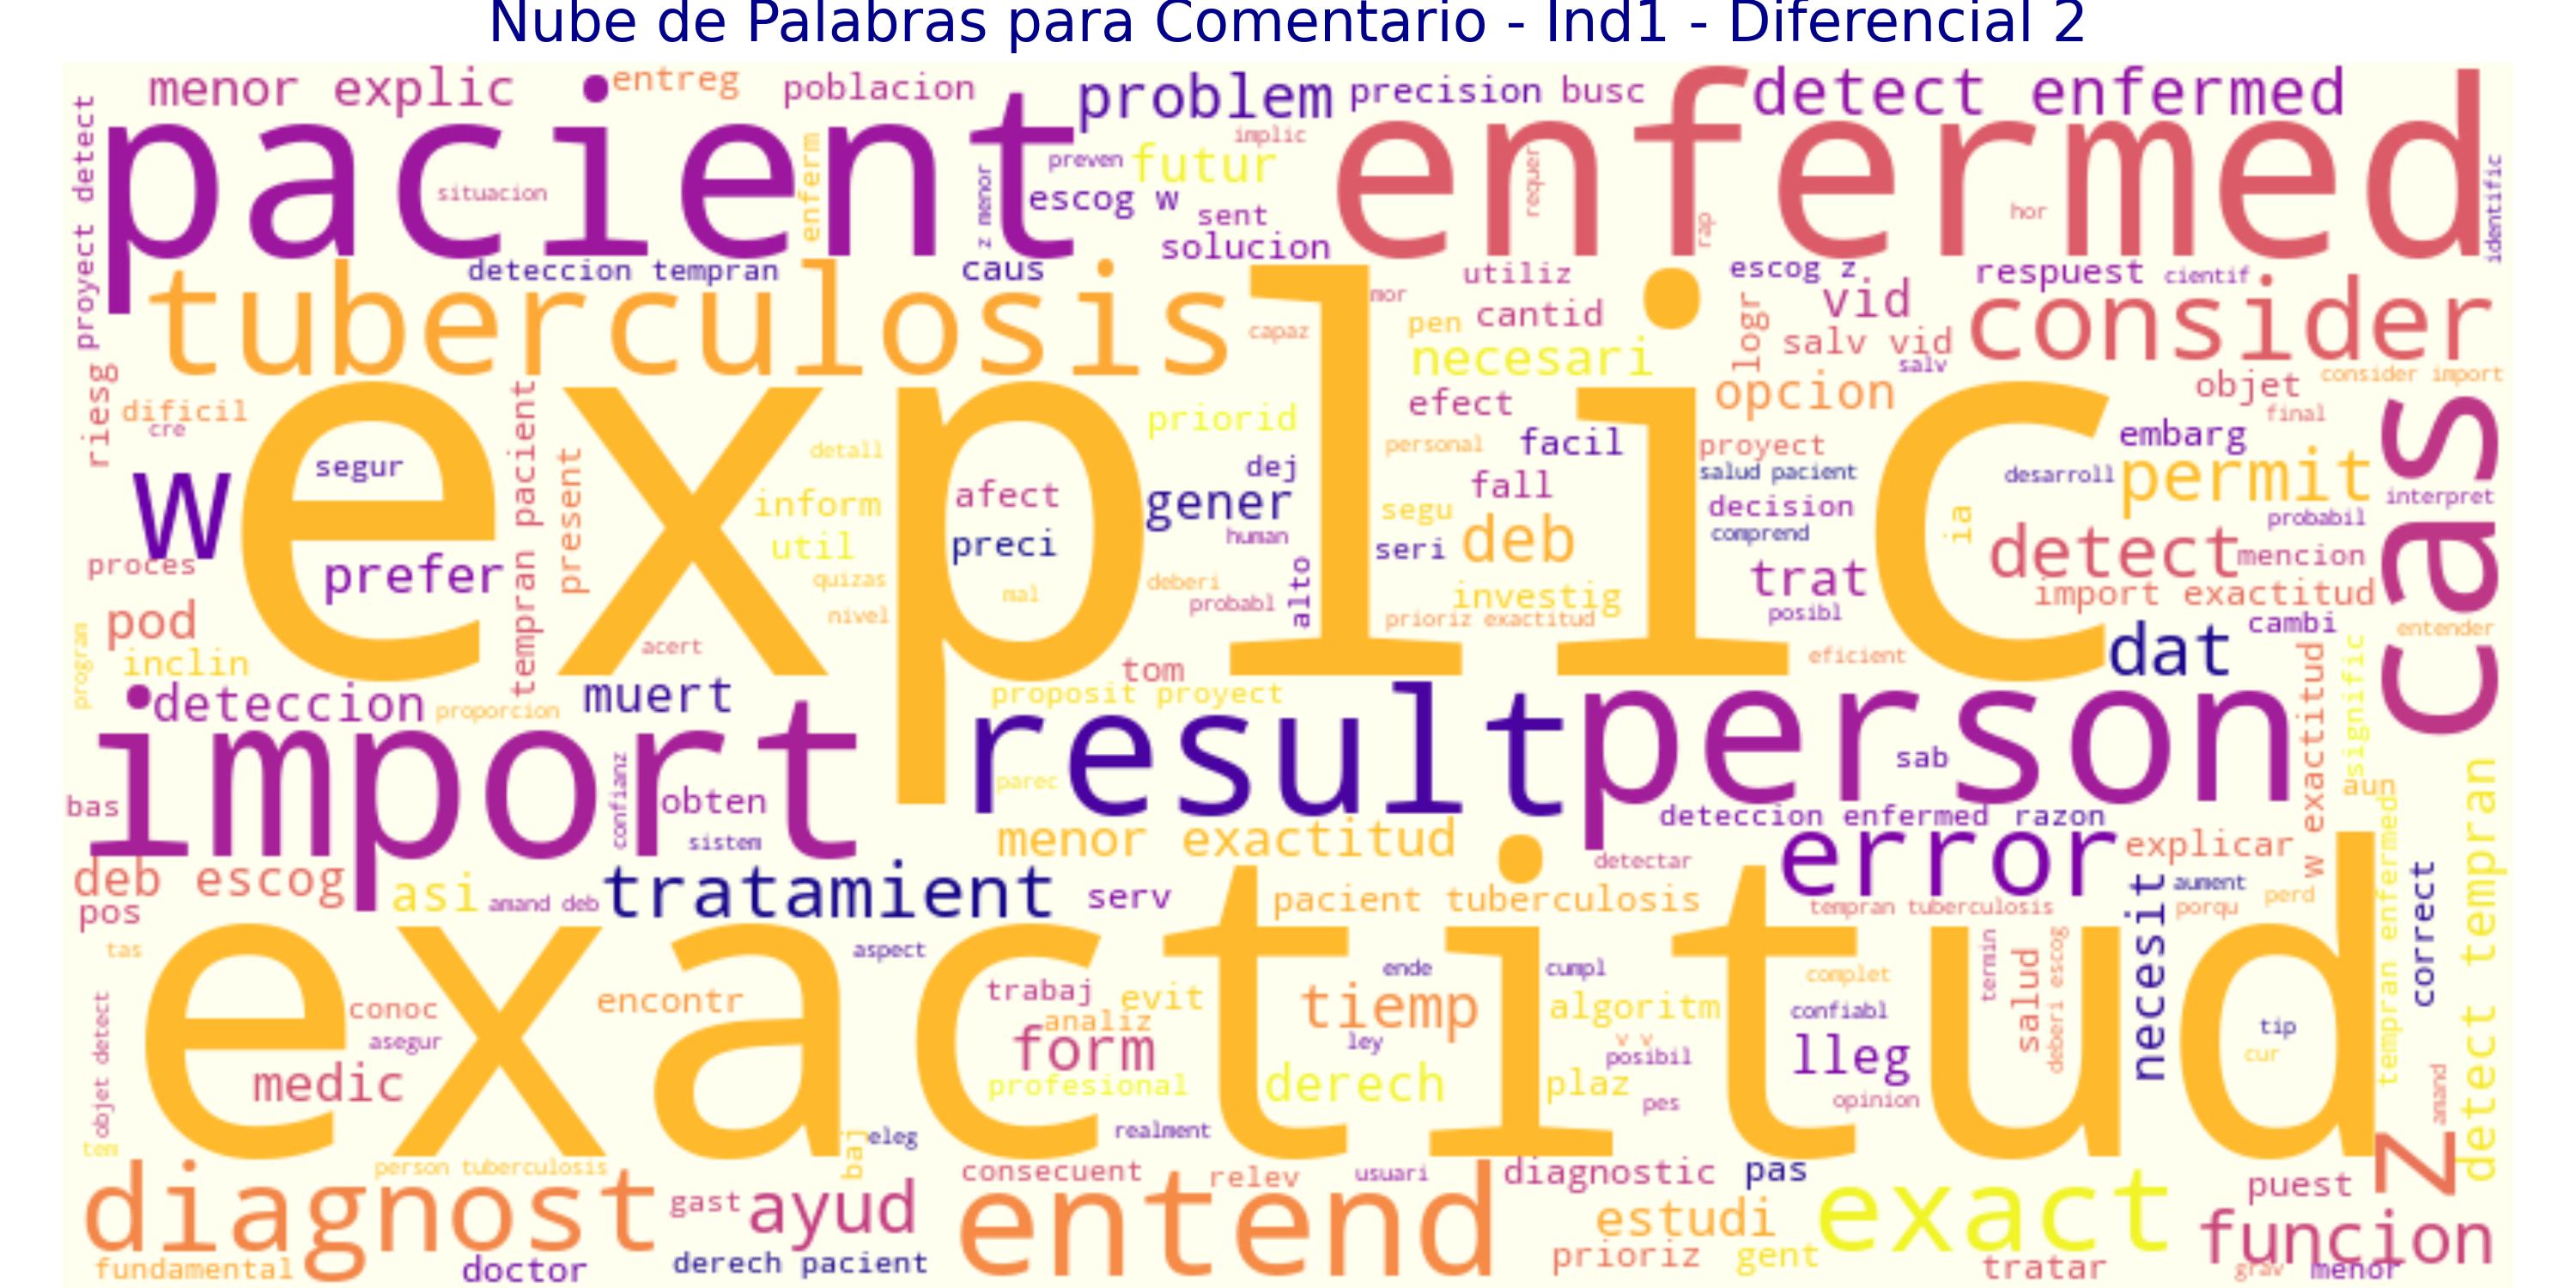 Nube de Palabras para Comentario - Ind1 - Diferencial 2
menor explic
entreg
poblacion
problem
precision
busc
detect enfermed
proyect detect
pacient
situacion
enferm
z menor
implic
preven
futur
escog w
sent
solucion
enfermed
requer
rap
hor
identific
deteccion tempran
caus
tuberculosis
capaz
utiliz
mor
pen
cantid
necesari
escog z
vid
logr
salv vid
salv
respuest
cientif
consider
consider import
riesg
dificil
cre
explic
segur
tempran pacient
present
detall
inform
util
quizas
nivel
priorid
afect
preci
mal
dej
gener
human
deberi
probabl
alto
efect
personal
facil
fall
segu
seri
deb
investig
prioriz exactitud
opcion
proyect
salud pacient
decision
comprend
trat
posibl
eficient
objet
final
embarg
desarroll
permit
interpret
probabil
ia
detect
mencion
import exactitud
cambi
entender
cas
w
proces
prefer
pod
inclin
program
acert
muert
tom
proposit proyect
dat
deteccion
proporcion
import
bas
confianz
obten
sistem
result
parec
person
sab
w exactitud
signific
aun
menor exactitud
deteccion enfermed
razon
error
explicar
detectar
deb escog
pos
asi
amand deb
tratamient
serv
pacient tuberculosis
tempran tuberculosis
necesit
aument
porqu
perd
tempran enfermed
correct
detect tempran
exactitud
tas
aspect
conoc
asegur
encontr
medic
objet detect
trabaj
evit
analiz
form
profesional
realment
ende
tiemp
ley
derech
cumpl
algoritm
v v
posibil
plaz
pes
complet
confiabl
lleg
opinion
termin
salud
deberi escog
tip
cur
amand
z
tem
person tuberculosis
baj
eleg
diagnost
fundamental
doctor
gast
ayud
derech pacient
consecuent
relev
usuari
entend
diagnostic
pas
estudi
prioriz
gent
exact
tratar
puest
funcion
grav
menor